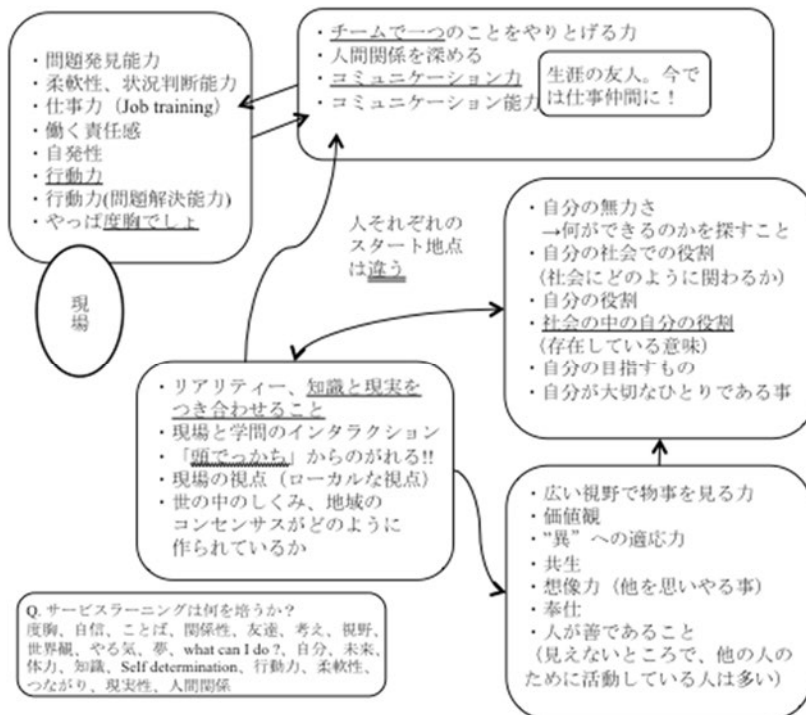 ・問題発見能力
・柔軟性、状況判断能力
・仕事力（Job training）
・働く責任感
・自発性
・行動力
・行動力(問題解決能力)
・やっぱ度胸でしょ
・チームで一つのことをやりとげる力
・人間関係を深める
・コミュニケーション力
・コミュニケーション能力
生涯の友人。今で
は仕事仲間に！
現
場
人それぞれの
スタート地点
は違う
・自分の無力さ
→何ができるのかを探すこと
・自分の社会での役割
（社会にどのように関わるか）
・自分の役割
・社会の中の自分の役割
（存在している意味）
・自分の目指すもの
・自分が大切なひとりである事
・リアリティー、知識と現実を
つき合わせること
・現場と学問のインタラクション
・「頭でっかち」からのがれる!!
・現場の視点（ローカルな視点）
・世の中のしくみ、地域の
コンセンサスがどのように
作られているか
・広い視野で物事を見る力
・価値観
・"異" への適応力
・共生
・想像力（他を思いやる事）
・奉仕
・人が善であること
（見えないところで、他の人の
ために活動している人は多い）
Q. サービスラーニングは何を培うか？
度胸、自信、ことば、関係性、友達、考え、視野、
世界観、やる気、夢、what can I do ?、自分、未来、
体力、知識、Self determination、行動力、柔軟性、
つながり、現実性、人間関係